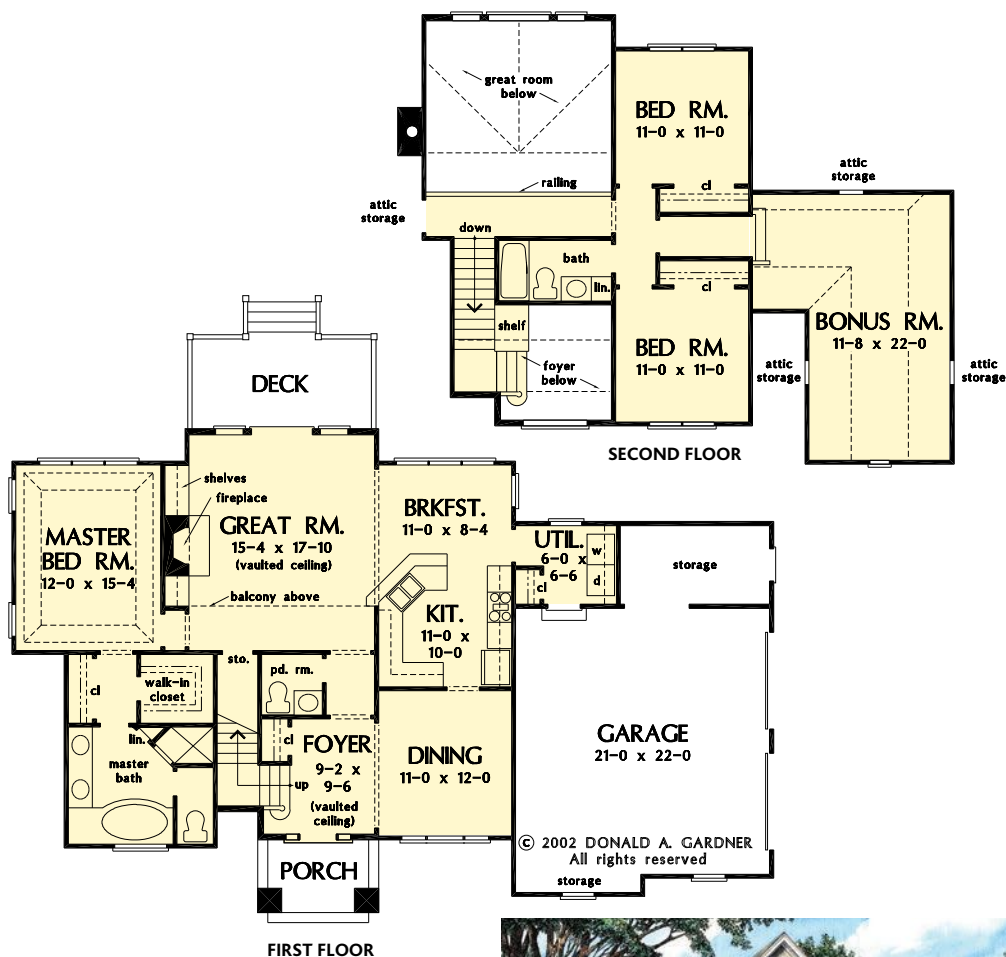 great room
below
BED RM.
11-0 x 11-0
attic
storage
cl
railing
attic
storage
down
bath
lin.
cl
shelf
BONUS RM.
11-8 x 22-0
BED RM.
11-0 x 11-0
foyer
below
attic
storage
attic
storage
SECOND FLOOR
DECK
shelves
fireplace
MASTER
BED RM.
12-0 x 15-4
GREAT RM.
15-4 x 17-10
(vaulted ceiling)
BRKFST.
11-0 x 8-4
UTIL.
6-0 x
6-6
w
d
cl
storage
balcony above
KIT.
11-0 x
10-0
sto.
pd. rm.
cl
walk-in
closet
lin.
master
bath
cl
FOYER
9-2 x
9-6
(vaulted
ceiling)
up
DINING
11-0 x 12-0
GARAGE
21-0 x 22-0
© 2002 DONALD A. GARDNER
All rights reserved
storage
PORCH
FIRST FLOOR